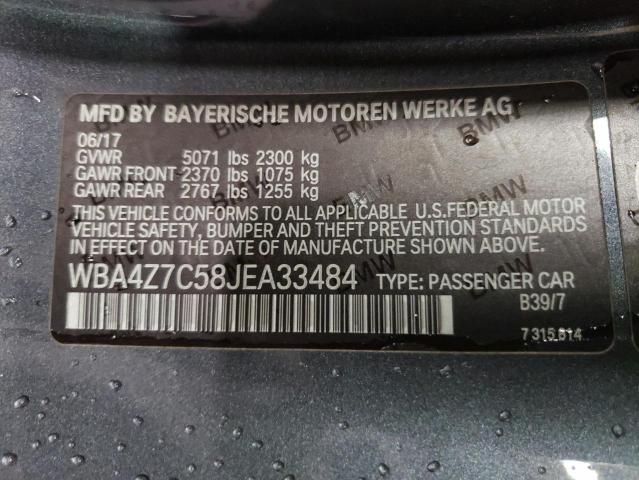 MFD BY BAYERISCHE MOTOREN WERKE AG
06/17
GVWR 5071 lbs 2300 kg
GAWR FRONT 2370 lbs 1075 kg
GAWR REAR 2767 lbs 1255 kg
THIS VEHICLE CONFORMS TO ALL APPLICABLE U.S.FEDERAL MOTOR
VEHICLE SAFETY, BUMPER AND THEFT PREVENTION STANDARDS
IN EFFECT ON THE DATE OF MANUFACTURE SHOWN ABOVE.
WBA4Z7C58JEA33484 TYPE: PASSENGER CAR
B39/7
7 315 814